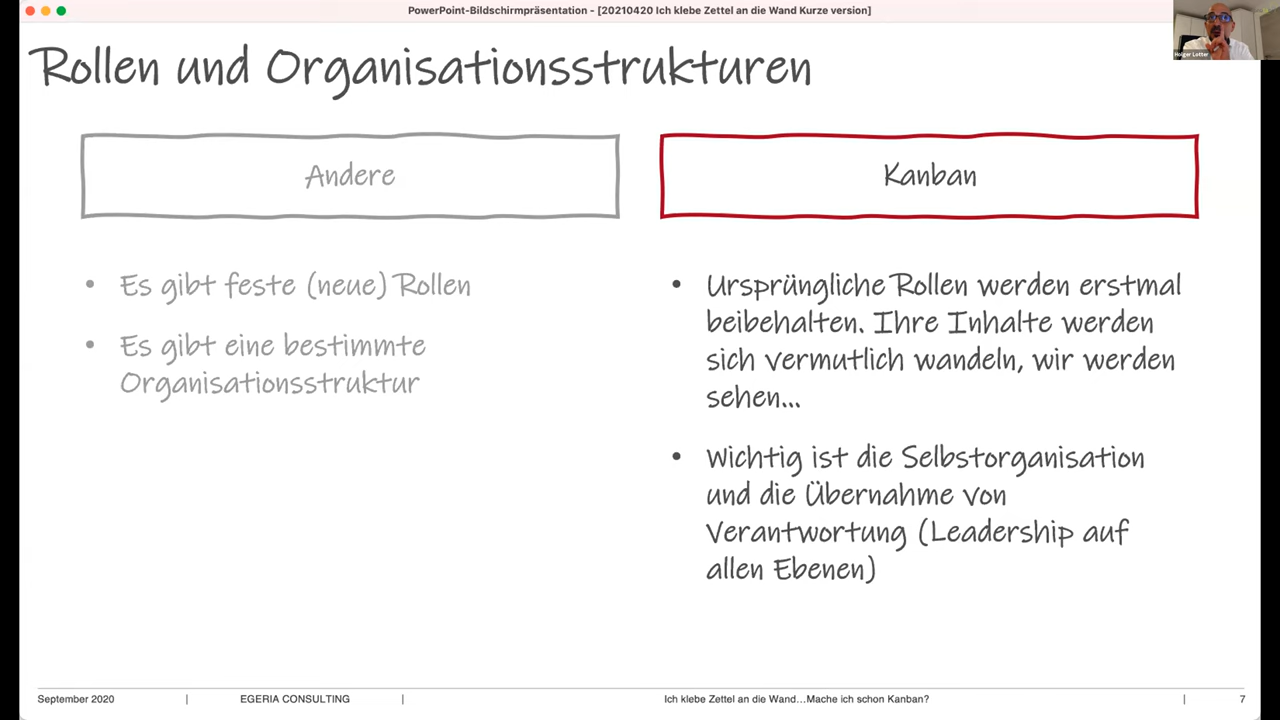 PowerPoint-Bildschirmpräsentation - [20210420 Ich klebe Zettel an die Wand Kurze version]
Holger Lotter
Rollen und Organisationsstrukturen
Andere
• Es gibt feste (neue) Rollen
• Es gibt eine bestimmte
Organisationsstruktur
Kanban
• Ursprüngliche Rollen werden erstmal
beibehalten. Ihre Inhalte werden
sich vermutlich wandeln, wir werden
sehen...
• Wichtig ist die Selbstorganisation
und die Übernahme von
Verantwortung (Leadership auf
allen Ebenen)
September 2020 | EGERIA CONSULTING | Ich klebe Zettel an die Wand...Mache ich schon Kanban? | 7